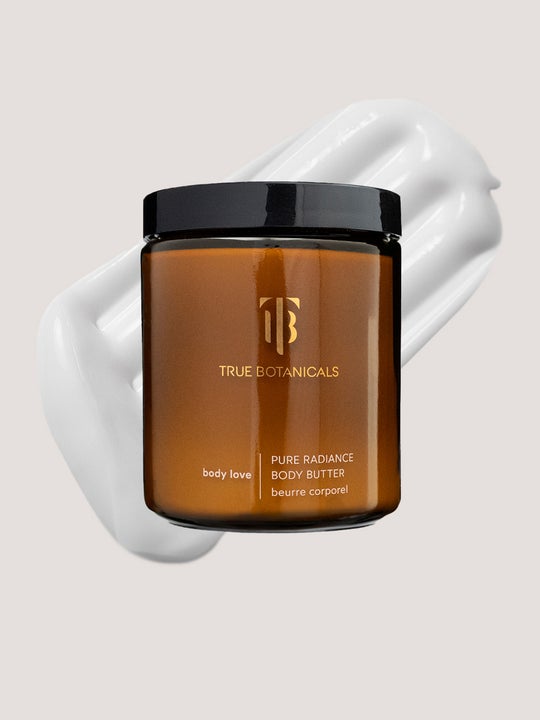 TB
TRUE BOTANICALS
body love
PURE RADIANCE
BODY BUTTER
beurre corporel